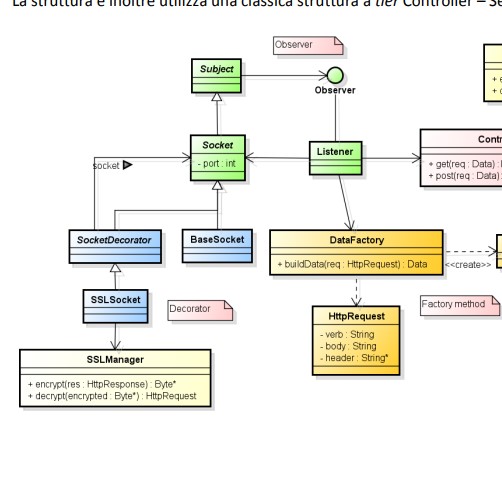 La struttura è inoltre utilizza una classica struttura a tier Controller – Se
Observer
Subject
Observer
Socket
- port : int
Listener
Contr
+ get(req : Data) :
+ post(req : Data) :
socket
SocketDecorator
BaseSocket
DataFactory
+ buildData(req : HttpRequest) : Data
<<create>>
SSLSocket
Decorator
Factory method
HttpRequest
- verb : String
- body : String
- header : String*
SSLManager
+ encrypt(res : HttpResponse) : Byte*
+ decrypt(encrypted : Byte*) : HttpRequest